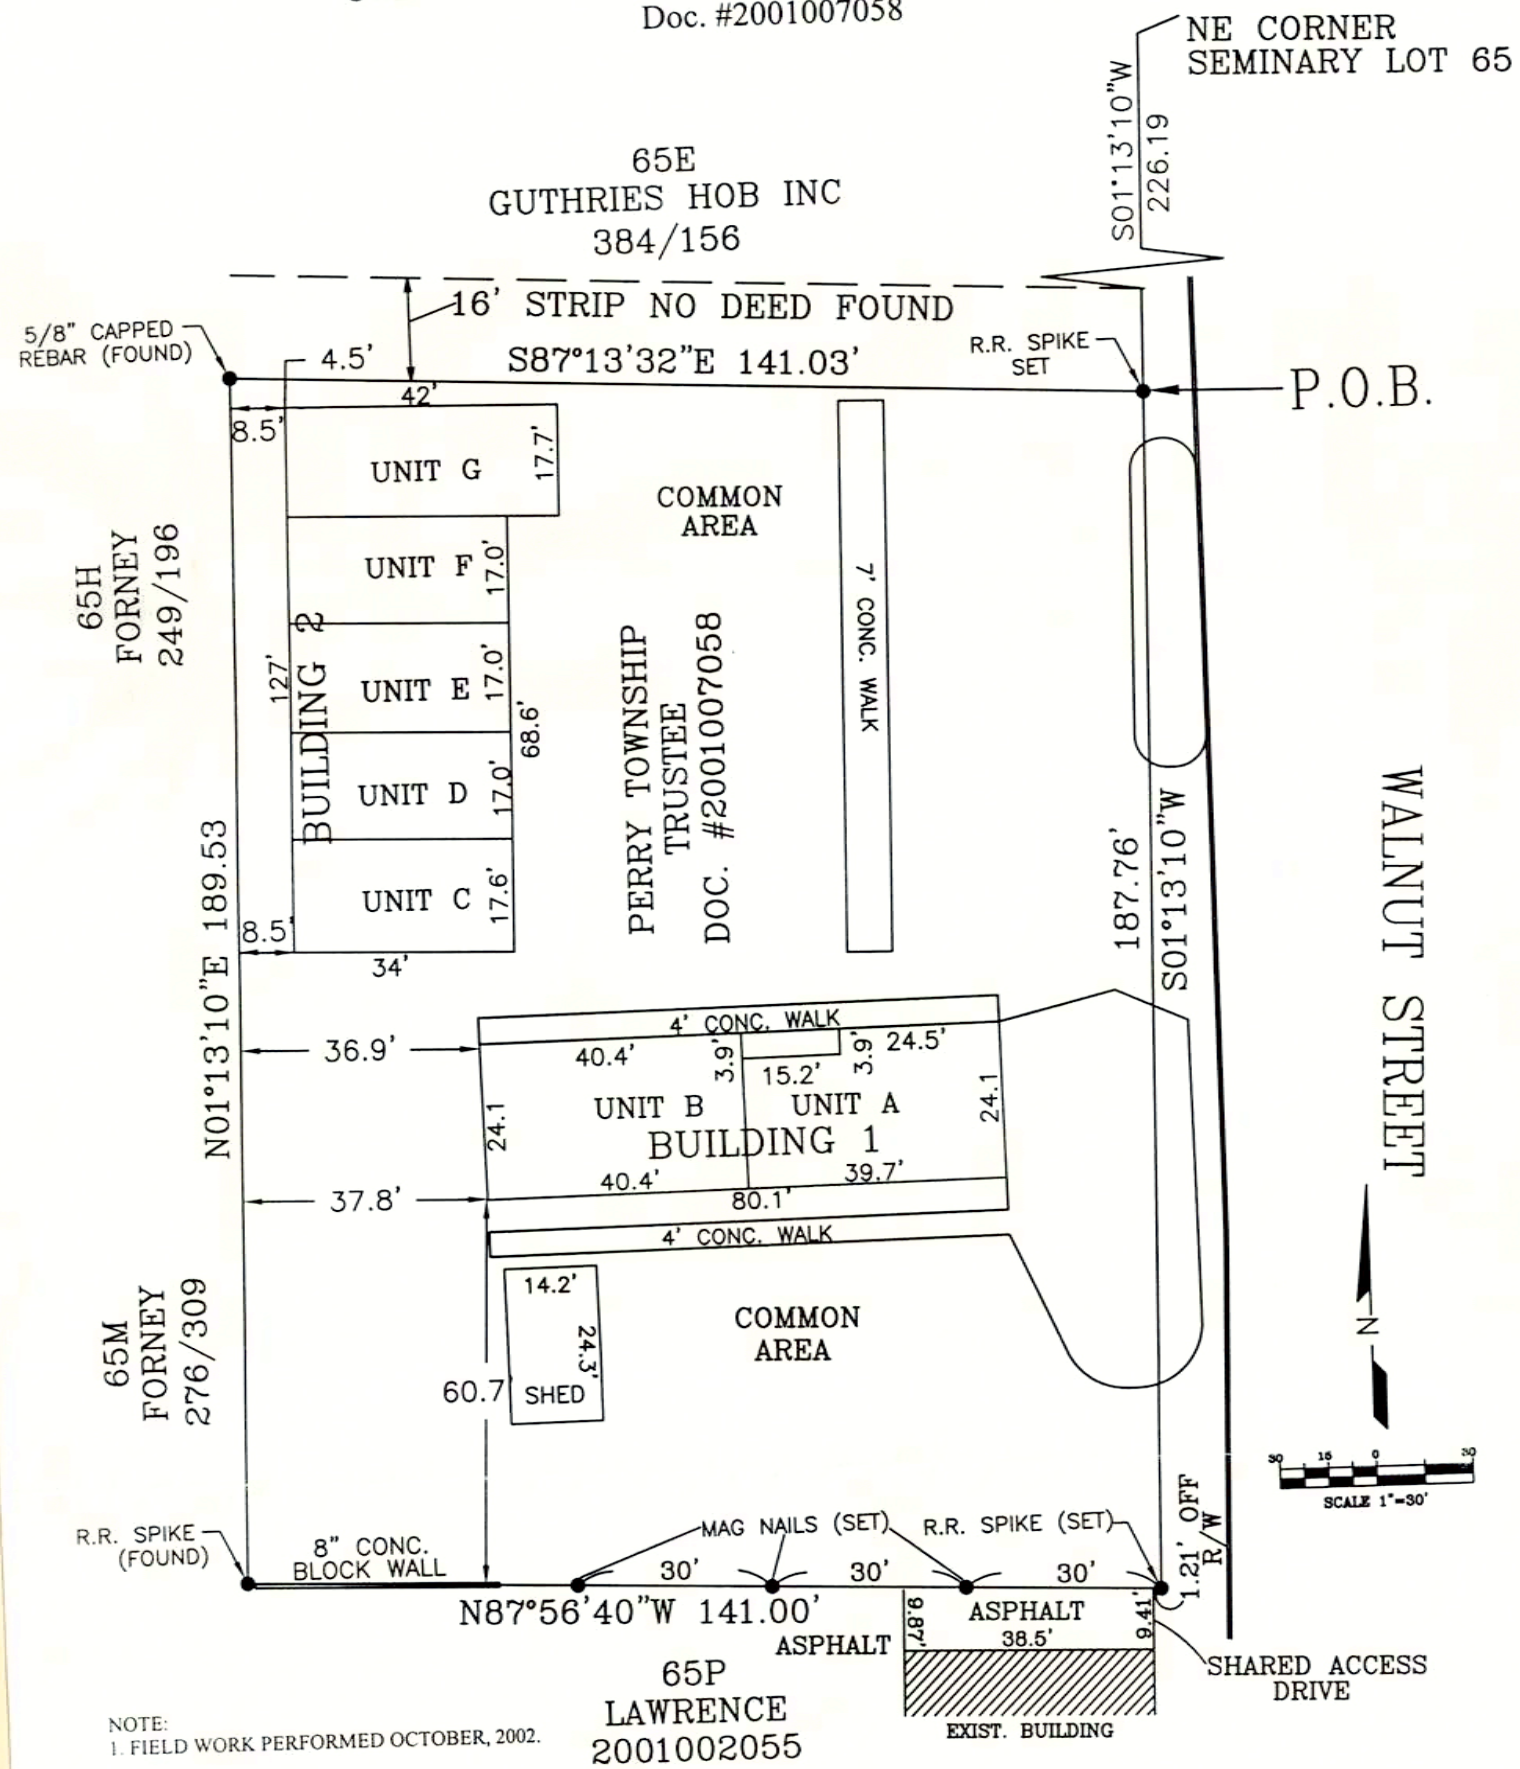 Doc. #2001007058
NE CORNER
SEMINARY LOT 65
S01°13'10"W
226.19
65E
GUTHRIES HOB INC
384/156
16' STRIP NO DEED FOUND
5/8" CAPPED
REBAR (FOUND)
4.5'
S87°13'32"E 141.03'
R.R. SPIKE
SET
P.O.B.
42'
8.5'
UNIT G
17.7'
COMMON
AREA
65H
FORNEY
249/196
UNIT F
17.0'
7' CONC. WALK
127'
BUILDING 2
UNIT E
17.0'
68.6'
PERRY TOWNSHIP
TRUSTEE
DOC. #2001007058
UNIT D
17.0'
WALNUT STREET
N01°13'10"E 189.53
187.76'
S01°13'10"W
UNIT C
17.6'
8.5'
34'
4' CONC. WALK
36.9'
40.4'
3.9'
15.2'
3.9'
24.5'
24.1
UNIT B
UNIT A
24.1
BUILDING 1
40.4'
39.7'
37.8'
80.1'
4' CONC. WALK
14.2'
24.3'
SHED
60.7'
COMMON
AREA
65M
FORNEY
276/309
N
30 15 0 30
SCALE 1"=30'
R.R. SPIKE
(FOUND)
8" CONC.
BLOCK WALL
MAG NAILS (SET)
R.R. SPIKE (SET)
1.21' OFF
R/W
30'
30'
30'
N87°56'40"W 141.00'
ASPHALT
9.87'
ASPHALT
38.5'
9.41'
SHARED ACCESS
DRIVE
65P
LAWRENCE
2001002055
EXIST. BUILDING
NOTE:
1. FIELD WORK PERFORMED OCTOBER, 2002.